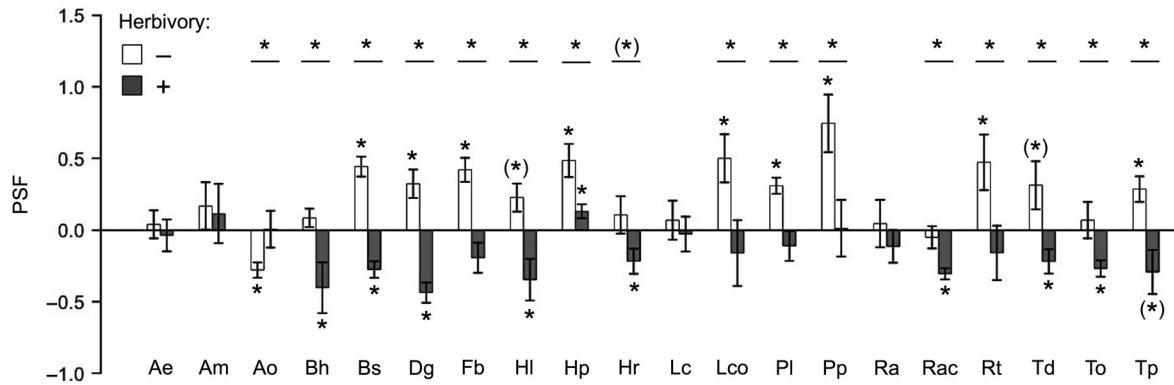 1.5
Herbivory:
–
+
* * * * * * * (*) * * * * * * * *
1.0
* * * * (*) * * * * * (*) *
0.5
*
PSF
0.0
* * * * * * * * * (*)
–0.5
Ae Am Ao Bh Bs Dg Fb Hl Hp Hr Lc Lco Pl Pp Ra Rac Rt Td To Tp
–1.0